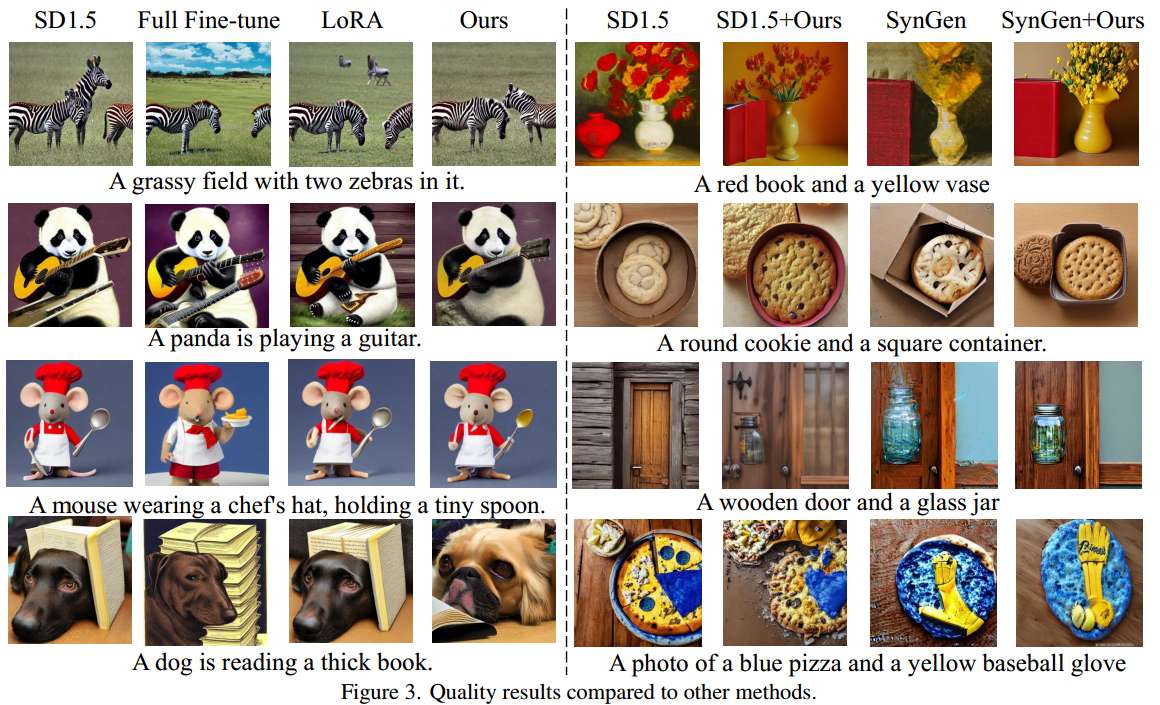 SD1.5 Full Fine-tune LoRA Ours SD1.5 SD1.5+Ours SynGen SynGen+Ours
A grassy field with two zebras in it.
A red book and a yellow vase
A panda is playing a guitar.
A round cookie and a square container.
A mouse wearing a chef's hat, holding a tiny spoon.
A wooden door and a glass jar
A dog is reading a thick book.
A photo of a blue pizza and a yellow baseball glove
Figure 3. Quality results compared to other methods.